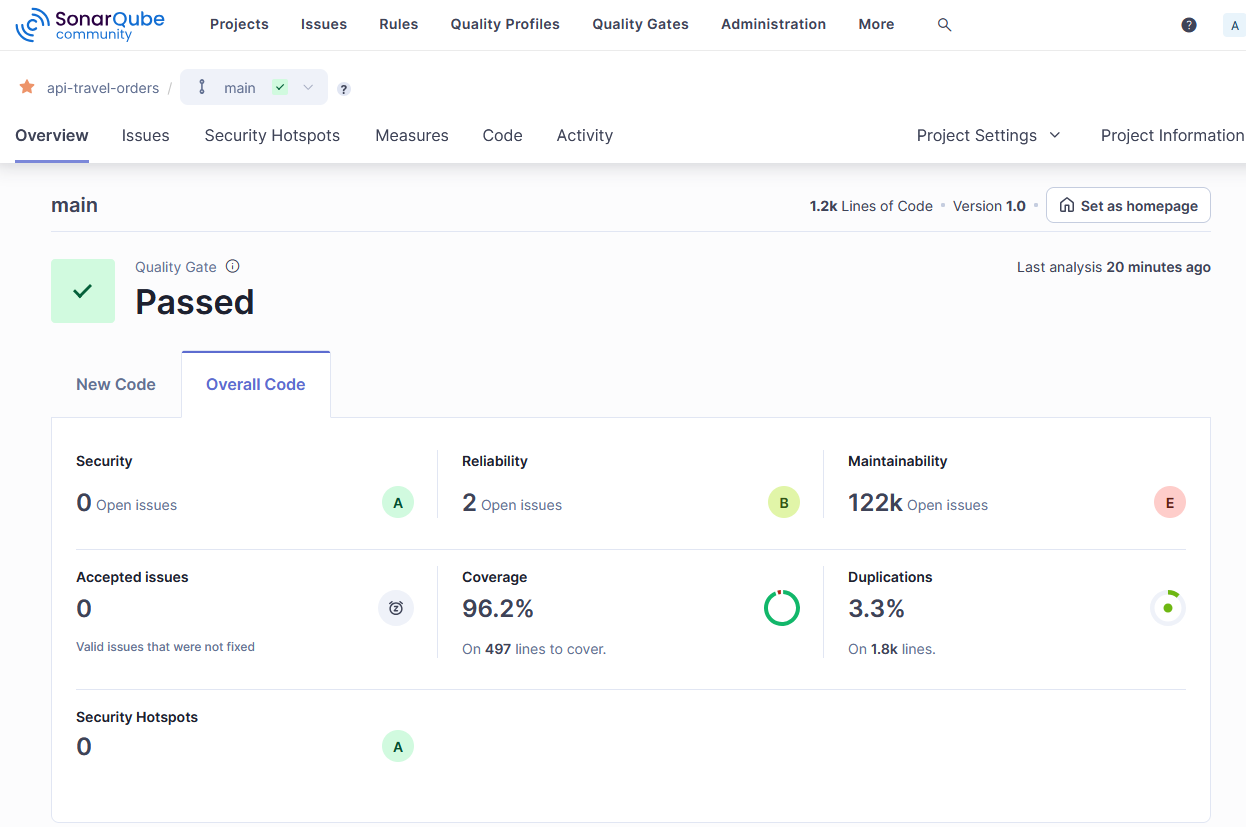 SonarQube community Projects Issues Rules Quality Profiles Quality Gates Administration More ? A
api-travel-orders / main ?
Overview Issues Security Hotspots Measures Code Activity Project Settings Project Information
main 1.2k Lines of Code • Version 1.0 • Set as homepage
Quality Gate Last analysis 20 minutes ago
Passed
New Code Overall Code
Security Reliability Maintainability
0 Open issues A 2 Open issues B 122k Open issues E
Accepted issues Coverage Duplications
0 96.2% 3.3%
Valid issues that were not fixed On 497 lines to cover. On 1.8k lines.
Security Hotspots
0 A